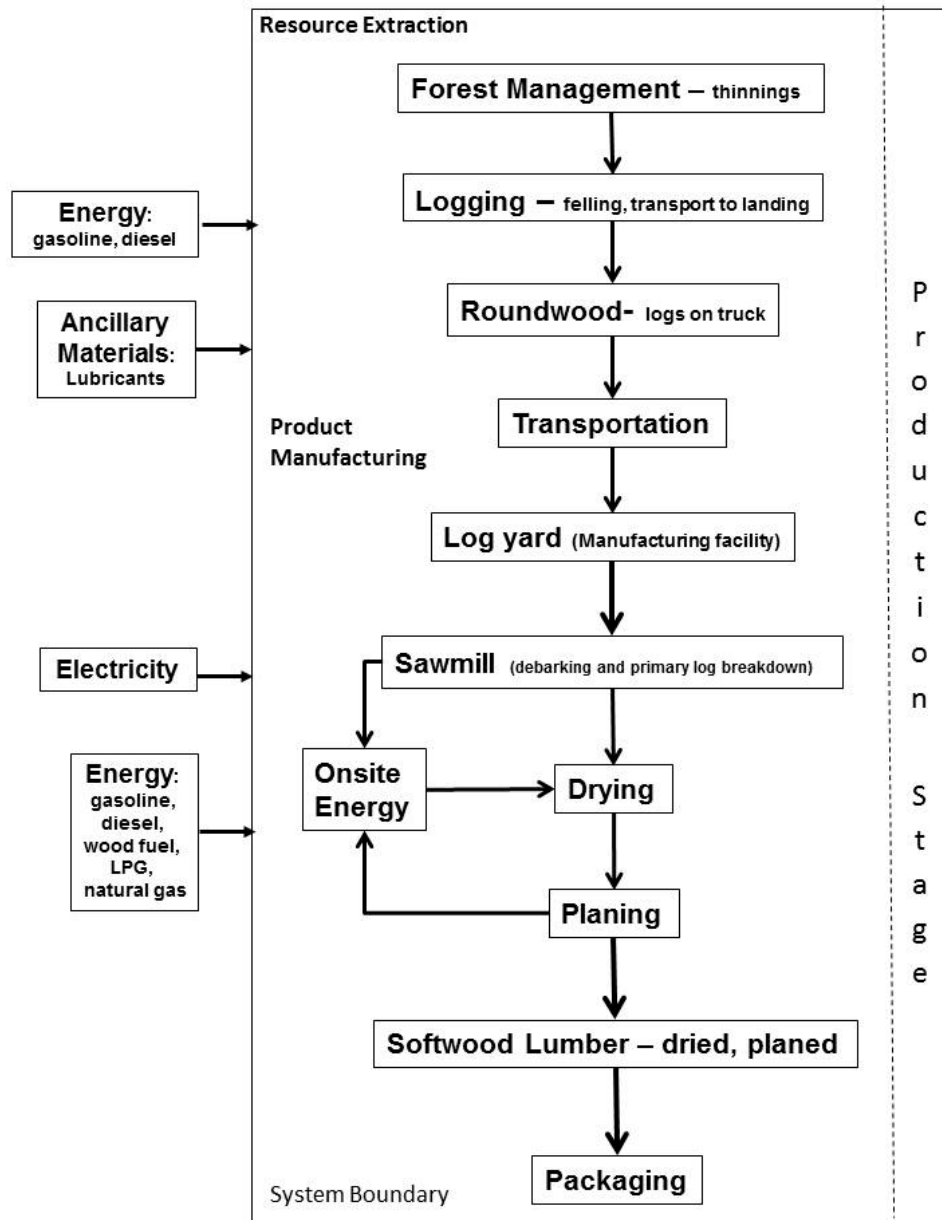 Resource Extraction
Forest Management – thinnings
Logging – felling, transport to landing
Energy:
gasoline, diesel
Roundwood- logs on truck
Ancillary
Materials:
Lubricants
Transportation
Product
Manufacturing
Log yard (Manufacturing facility)
Sawmill (debarking and primary log breakdown)
Electricity
Onsite
Energy
Drying
Energy:
gasoline,
diesel,
wood fuel,
LPG,
natural gas
Planing
Softwood Lumber – dried, planed
Packaging
System Boundary
Production Stage